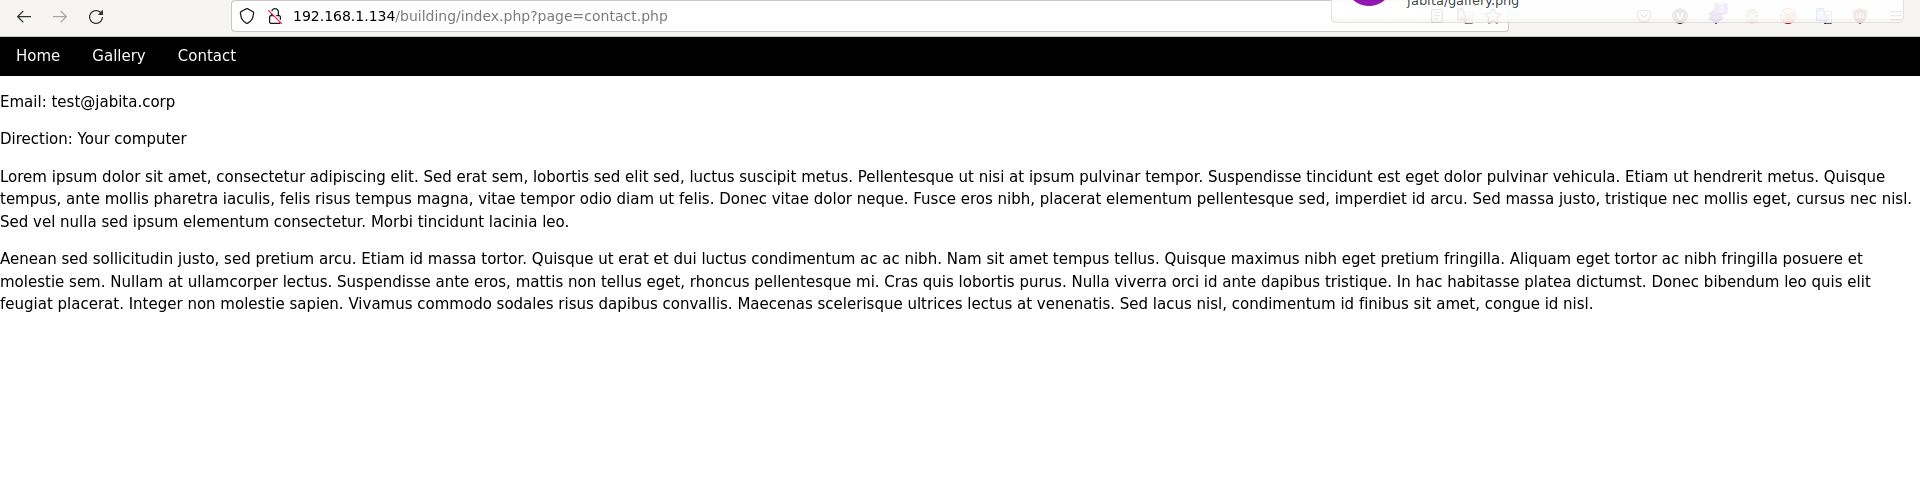 jabita/gallery.png
192.168.1.134/building/index.php?page=contact.php
Home Gallery Contact
Email: test@jabita.corp
Direction: Your computer
Lorem ipsum dolor sit amet, consectetur adipiscing elit. Sed erat sem, lobortis sed elit sed, luctus suscipit metus. Pellentesque ut nisi at ipsum pulvinar tempor. Suspendisse tincidunt est eget dolor pulvinar vehicula. Etiam ut hendrerit metus. Quisque
tempus, ante mollis pharetra iaculis, felis risus tempus magna, vitae tempor odio diam ut felis. Donec vitae dolor neque. Fusce eros nibh, placerat elementum pellentesque sed, imperdiet id arcu. Sed massa justo, tristique nec mollis eget, cursus nec nisl.
Sed vel nulla sed ipsum elementum consectetur. Morbi tincidunt lacinia leo.
Aenean sed sollicitudin justo, sed pretium arcu. Etiam id massa tortor. Quisque ut erat et dui luctus condimentum ac ac nibh. Nam sit amet tempus tellus. Quisque maximus nibh eget pretium fringilla. Aliquam eget tortor ac nibh fringilla posuere et
molestie sem. Nullam at ullamcorper lectus. Suspendisse ante eros, mattis non tellus eget, rhoncus pellentesque mi. Cras quis lobortis purus. Nulla viverra orci id ante dapibus tristique. In hac habitasse platea dictumst. Donec bibendum leo quis elit
feugiat placerat. Integer non molestie sapien. Vivamus commodo sodales risus dapibus convallis. Maecenas scelerisque ultrices lectus at venenatis. Sed lacus nisl, condimentum id finibus sit amet, congue id nisl.